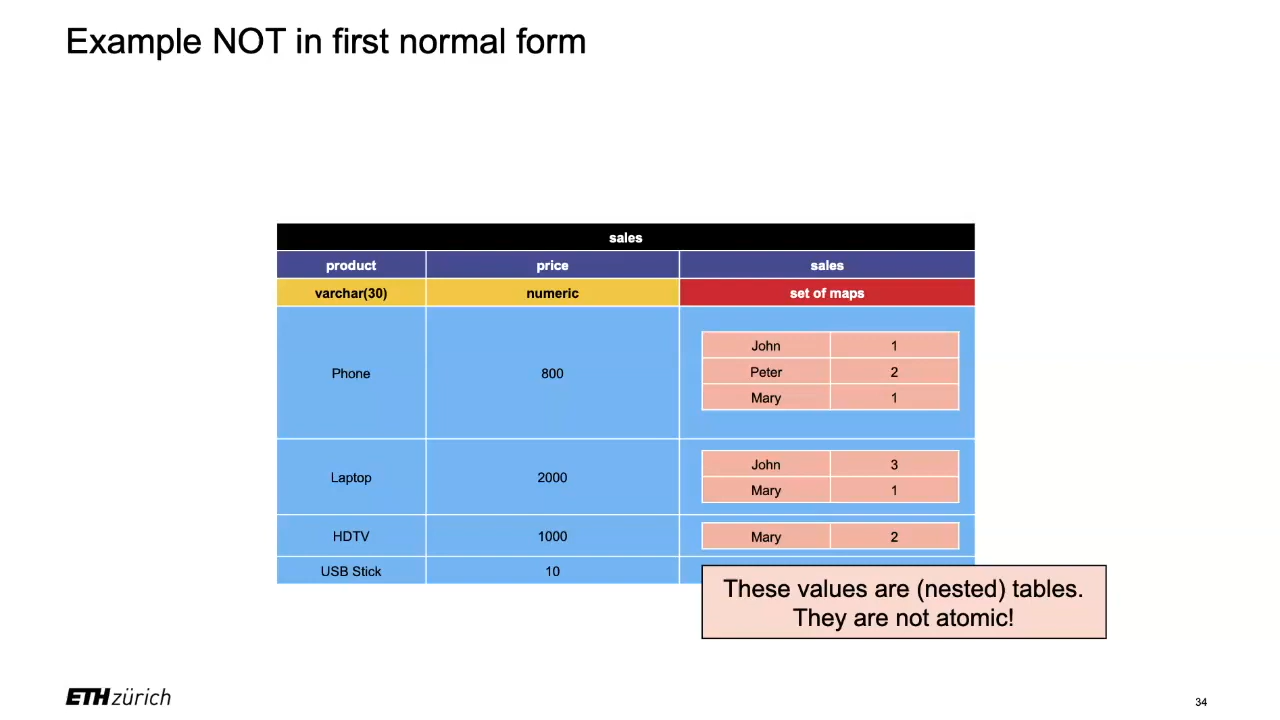 Example NOT in first normal form
sales
product price sales
varchar(30) numeric set of maps
John 1
Peter 2
Phone 800
Mary 1
John 3
Laptop 2000
Mary 1
HDTV 1000 Mary 2
USB Stick 10
These values are (nested) tables.
They are not atomic!
ETH zürich
34